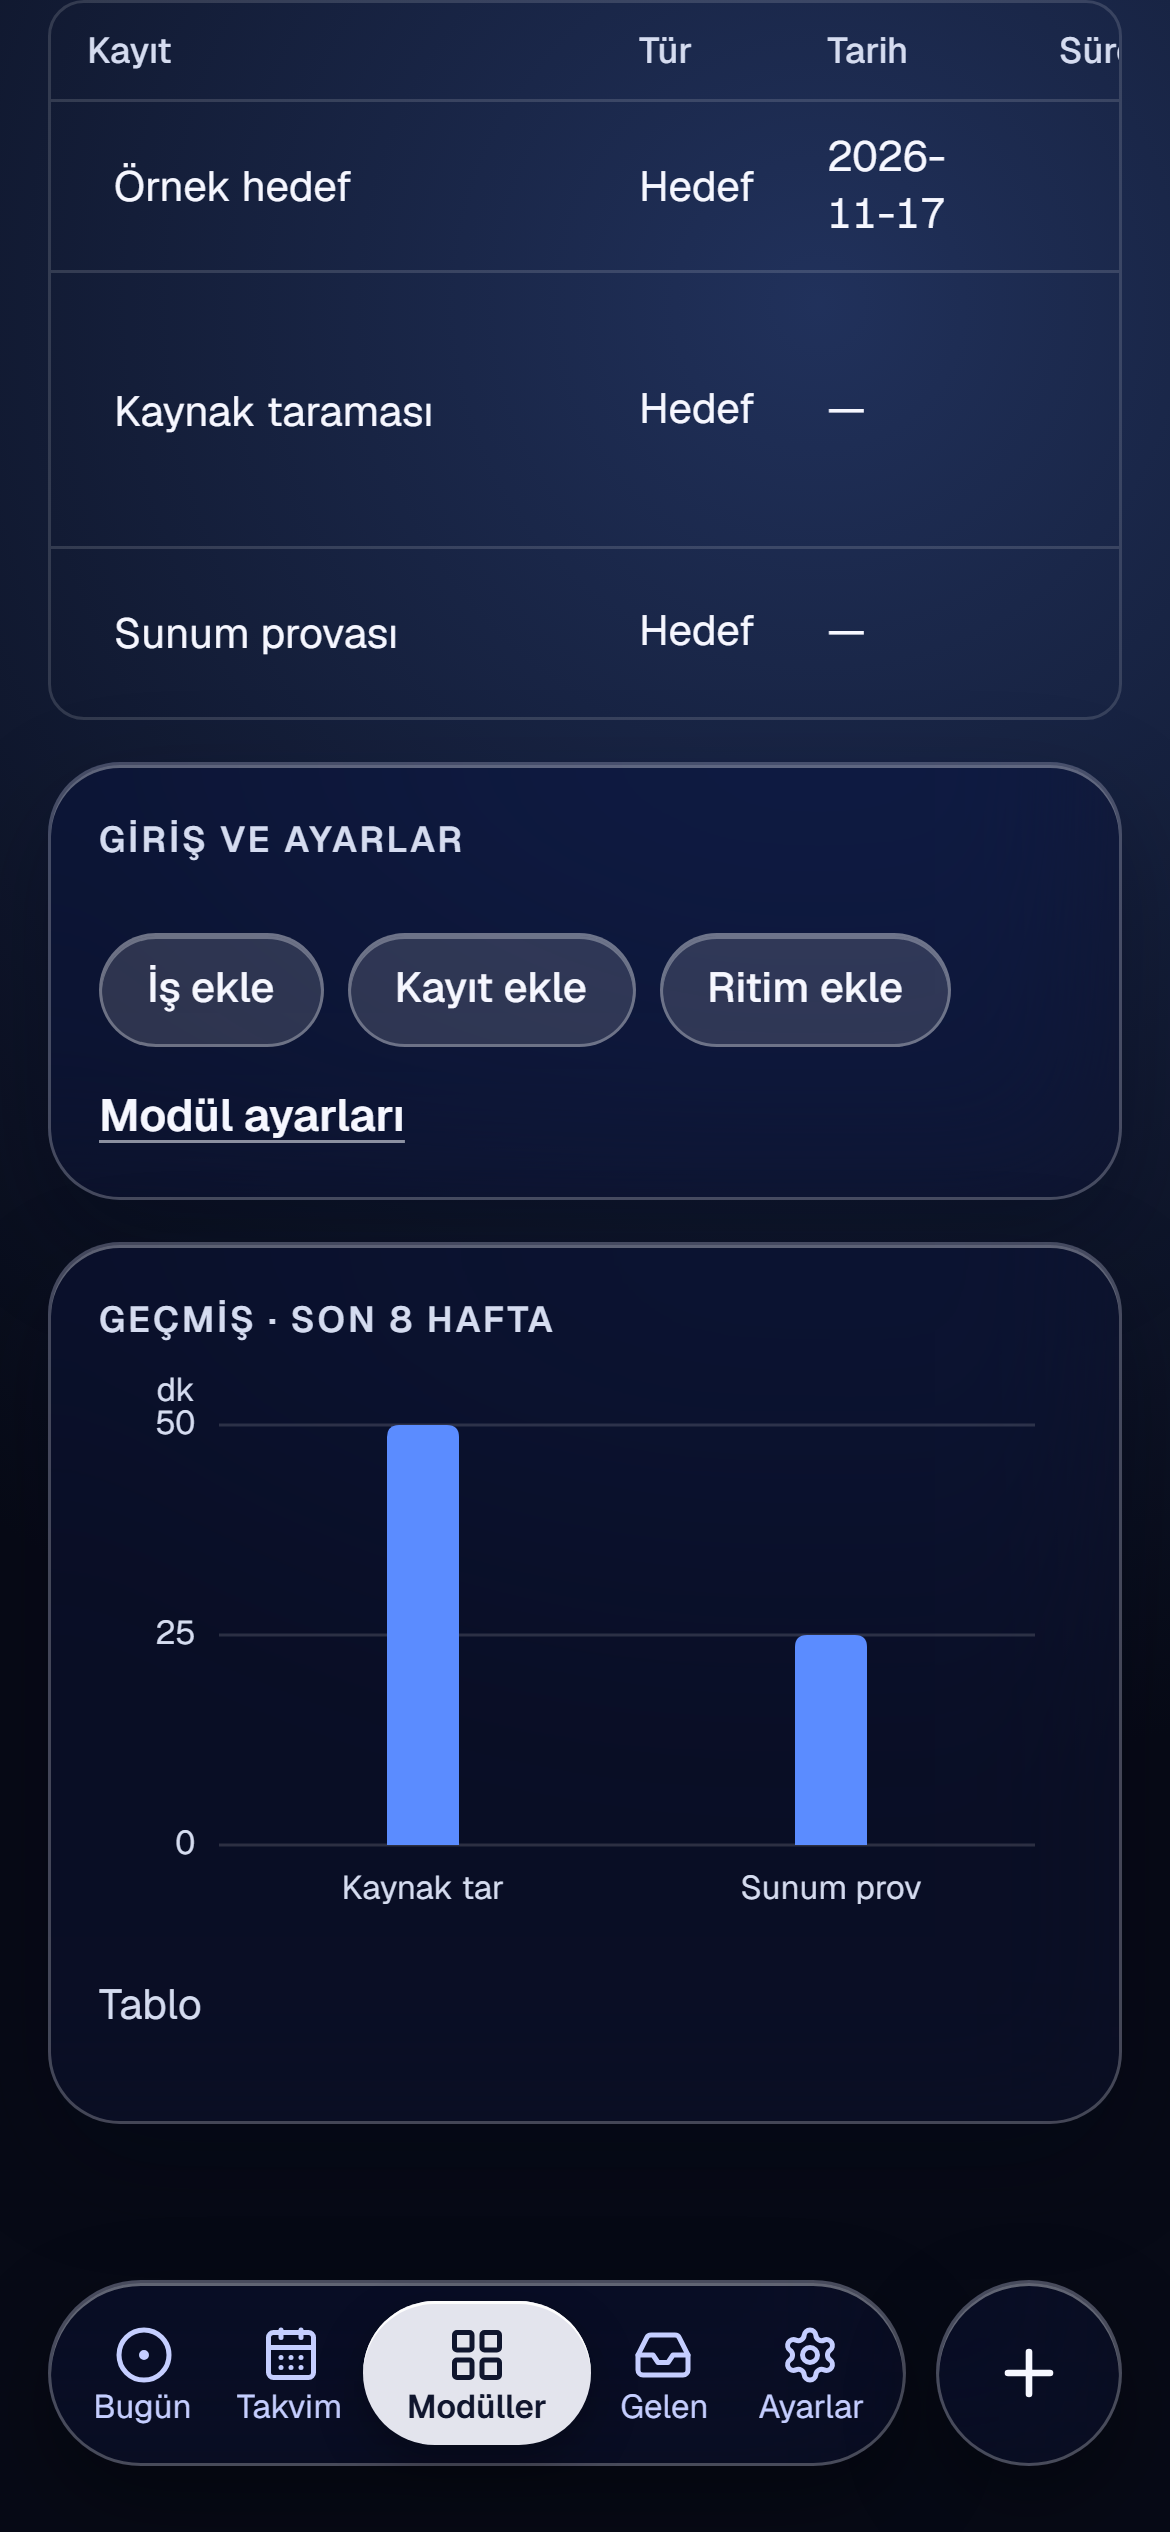 Kayıt Tür Tarih
Örnek hedef Hedef 2026-
11-17
Kaynak taraması Hedef —
Sunum provası Hedef —
GİRİŞ VE AYARLAR
İş ekle Kayıt ekle Ritim ekle
Modül ayarları
GEÇMİŞ · SON 8 HAFTA
dk
50
25
0
Kaynak tar Sunum prov
Tablo
Bugün Takvim Modüller Gelen Ayarlar